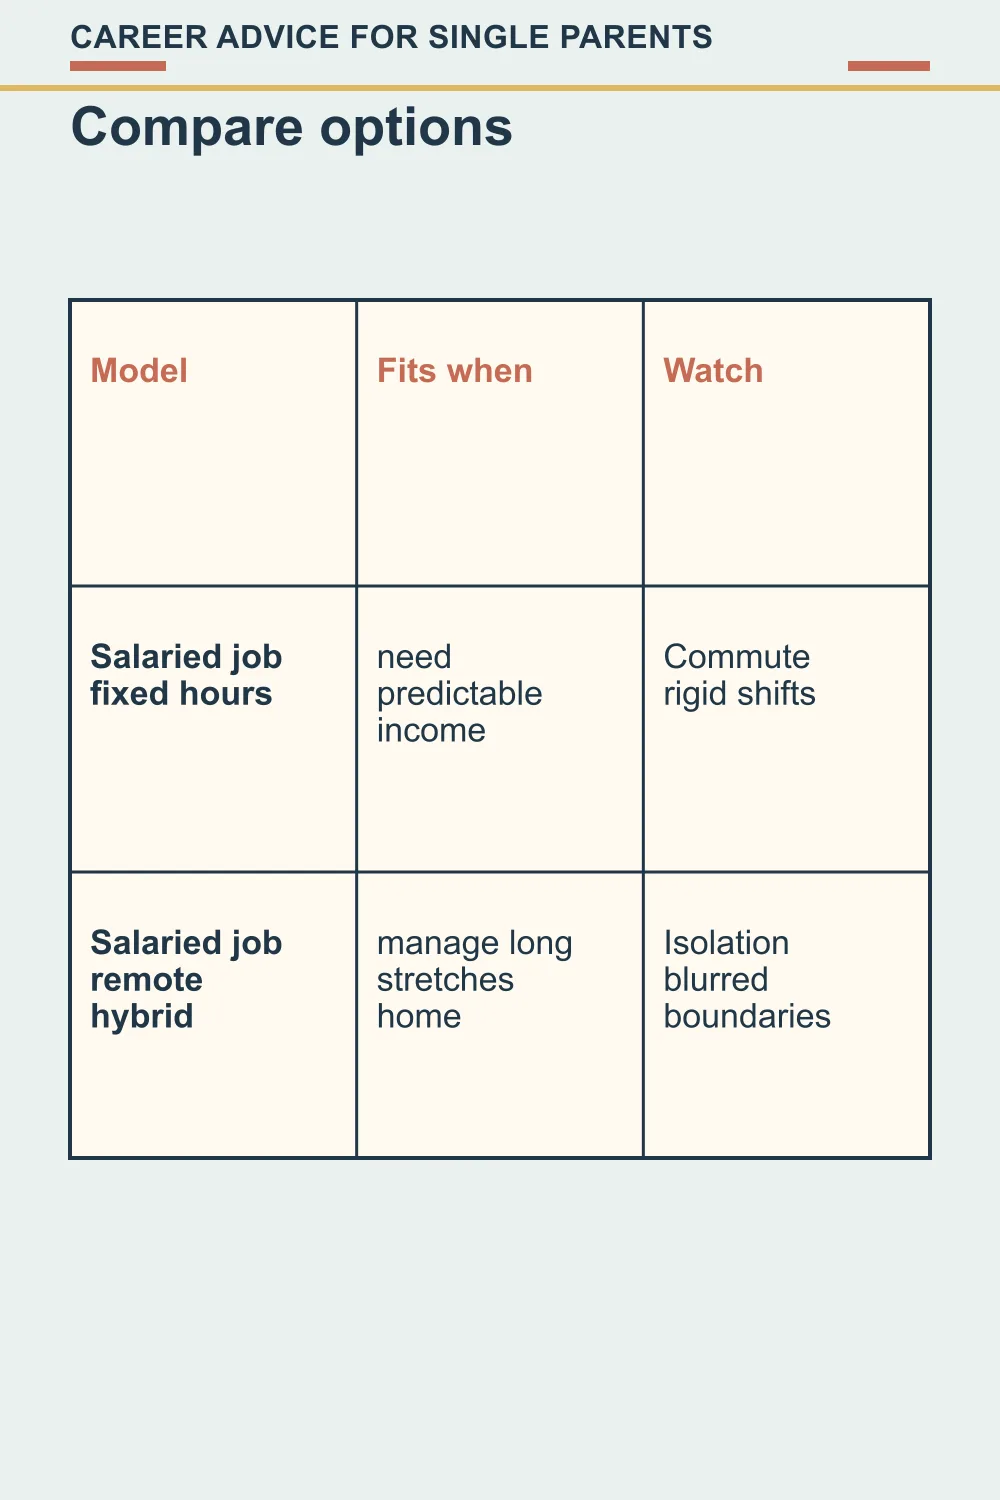 CAREER ADVICE FOR SINGLE PARENTS
Compare options
Model
Fits when
Watch
Salaried job
fixed hours
need
predictable
income
Commute
rigid shifts
Salaried job
remote
hybrid
manage long
stretches
home
Isolation
blurred
boundaries